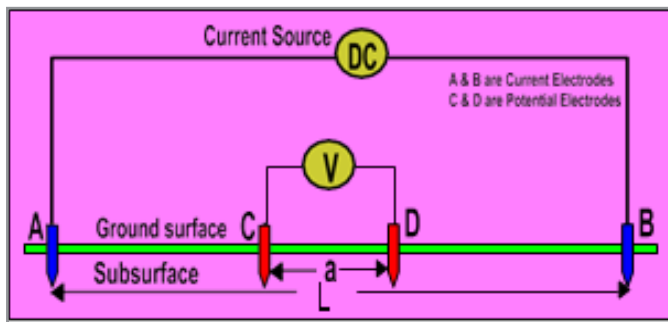 Current Source
DC
A & B are Current Electrodes
C & D are Potential Electrodes
V
A
Ground surface
C
D
B
Subsurface
a
L